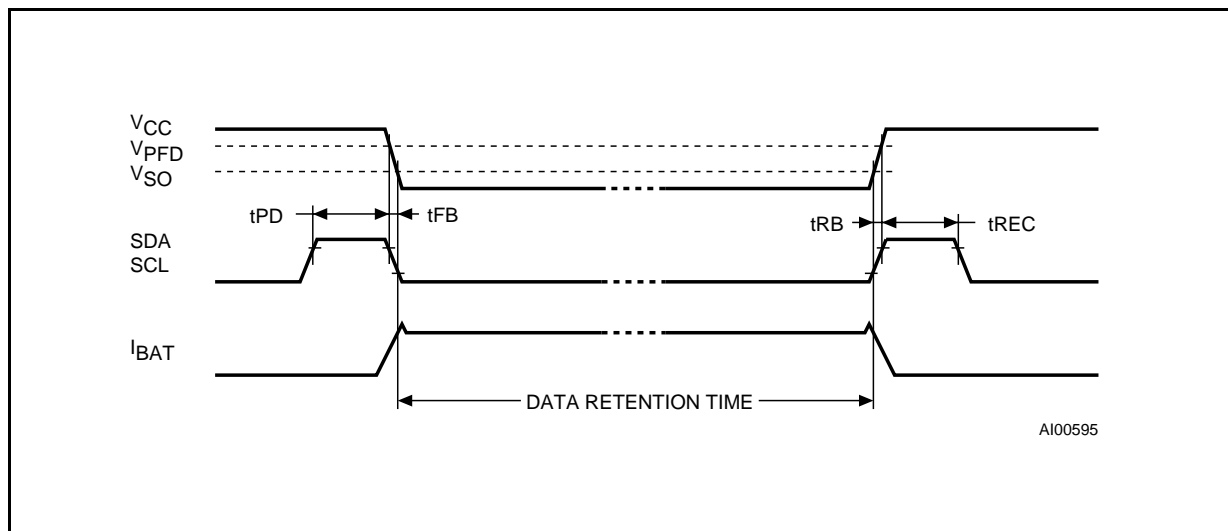 VCC
VPFD
VSO
tPD
tFB
tRB
tREC
SDA
SCL
IBAT
DATA RETENTION TIME
AI00595